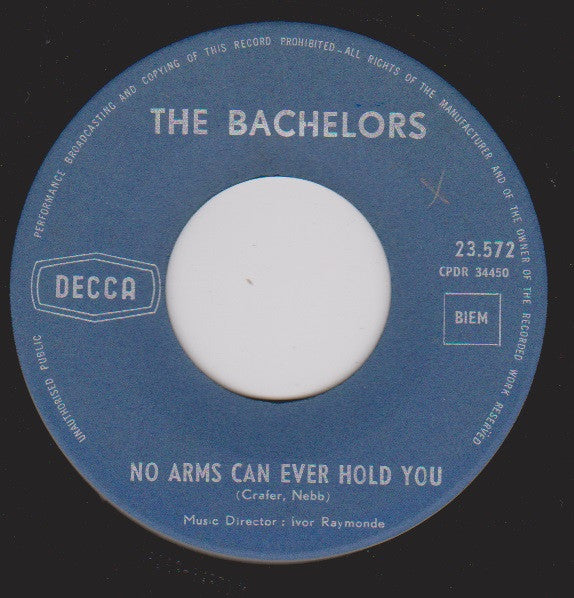 UNAUTHORISED PUBLIC PERFORMANCE BROADCASTING AND COPYING OF THIS RECORD PROHIBITED-ALL RIGHTS OF THE MANUFACTURER AND OF THE OWNER OF THE RECORDED WORK RESERVED
THE BACHELORS
X
23.572
CPDR 34450
DECCA
BIEM
NO ARMS CAN EVER HOLD YOU
(Crafer, Nebb)
Music Director : Ivor Raymonde